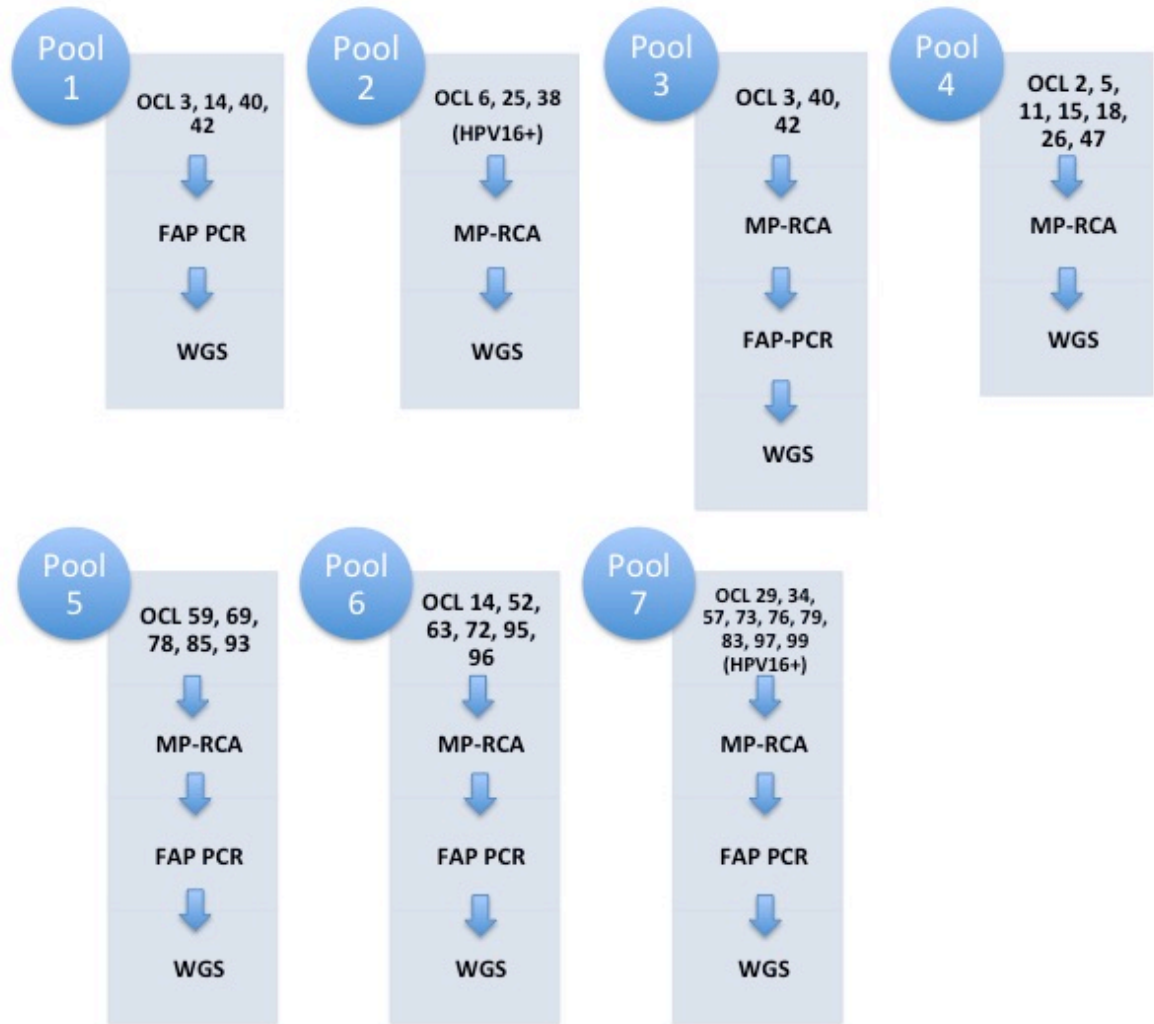 Pool
1
OCL 3, 14, 40,
42
FAP PCR
WGS
Pool
2
OCL 6, 25, 38
(HPV16+)
MP-RCA
WGS
Pool
3
OCL 3, 40,
42
MP-RCA
FAP-PCR
WGS
Pool
4
OCL 2, 5,
11, 15, 18,
26, 47
MP-RCA
WGS
Pool
5
OCL 59, 69,
78, 85, 93
MP-RCA
FAP PCR
WGS
Pool
6
OCL 14, 52,
63, 72, 95,
96
MP-RCA
FAP PCR
WGS
Pool
7
OCL 29, 34,
57, 73, 76, 79,
83, 97, 99
(HPV16+)
MP-RCA
FAP PCR
WGS